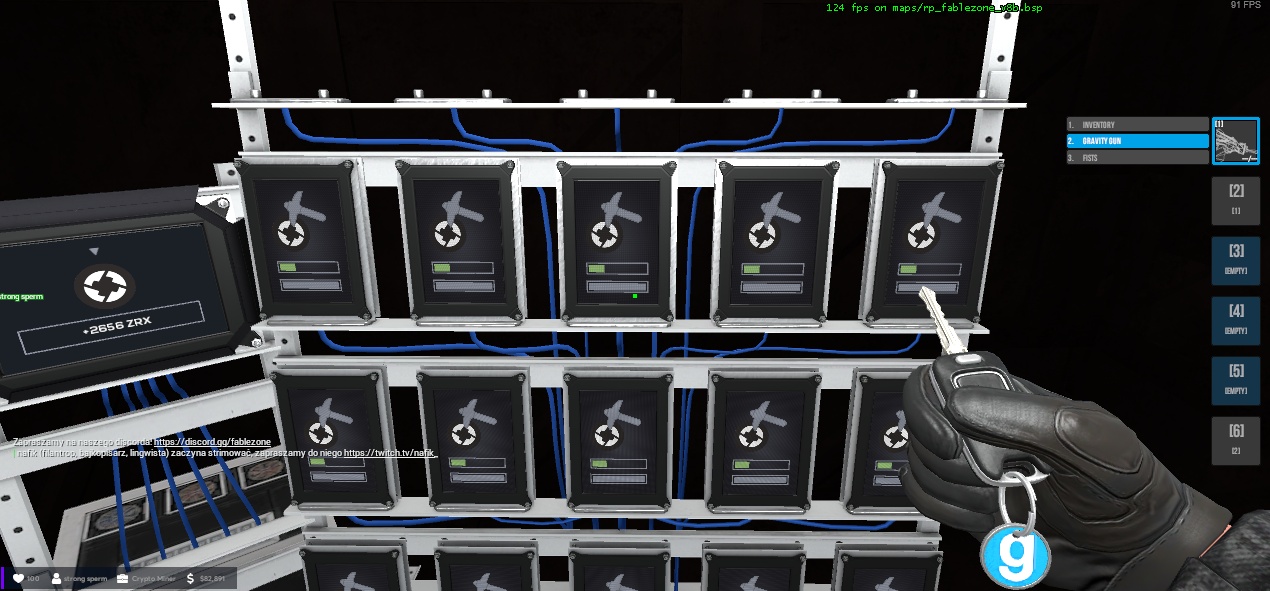 124 fps on maps/rp_fablezone_v8b.bsp
91 FPS
1. INVENTORY
2. GRAVITY GUN
3. FISTS
[1]
[2]
[1]
[3]
[EMPTY]
[4]
[EMPTY]
[5]
[EMPTY]
[6]
[2]
strong sperm
+2656 ZRX
Zapraszamy na naszego discorda! https://discord.gg/fablezone
nafik (filantrop, bajkopisarz, lingwista) zaczyna strimować, zapraszamy do niego https://twitch.tv/nafik_
g
100 strong sperm Crypto Miner $82,891